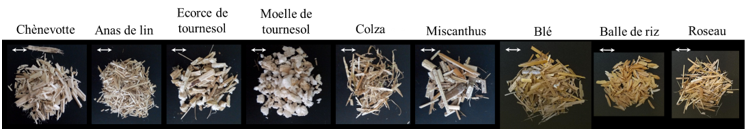 Chènevotte
Anas de lin
Ecorce de
tournesol
Moelle de
tournesol
Colza
Miscanthus
Blé
Balle de riz
Roseau